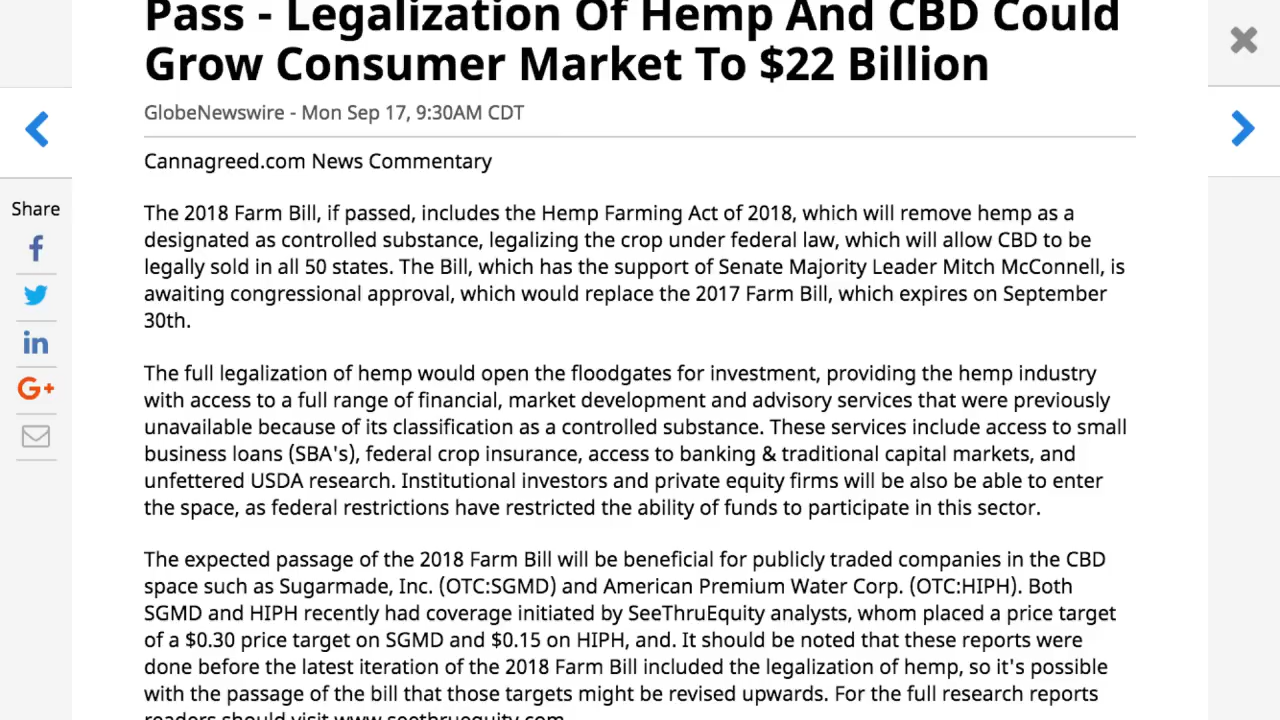 Pass - Legalization Of Hemp And CBD Could
Grow Consumer Market To $22 Billion
GlobeNewswire - Mon Sep 17, 9:30AM CDT
Cannagreed.com News Commentary
Share
The 2018 Farm Bill, if passed, includes the Hemp Farming Act of 2018, which will remove hemp as a
designated as controlled substance, legalizing the crop under federal law, which will allow CBD to be
legally sold in all 50 states. The Bill, which has the support of Senate Majority Leader Mitch McConnell, is
awaiting congressional approval, which would replace the 2017 Farm Bill, which expires on September
30th.
The full legalization of hemp would open the floodgates for investment, providing the hemp industry
with access to a full range of financial, market development and advisory services that were previously
unavailable because of its classification as a controlled substance. These services include access to small
business loans (SBA's), federal crop insurance, access to banking & traditional capital markets, and
unfettered USDA research. Institutional investors and private equity firms will be also be able to enter
the space, as federal restrictions have restricted the ability of funds to participate in this sector.
The expected passage of the 2018 Farm Bill will be beneficial for publicly traded companies in the CBD
space such as Sugarmade, Inc. (OTC:SGMD) and American Premium Water Corp. (OTC:HIPH). Both
SGMD and HIPH recently had coverage initiated by SeeThruEquity analysts, whom placed a price target
of a $0.30 price target on SGMD and $0.15 on HIPH, and. It should be noted that these reports were
done before the latest iteration of the 2018 Farm Bill included the legalization of hemp, so it's possible
with the passage of the bill that those targets might be revised upwards. For the full research reports
readers should visit www.seethruequity.com.